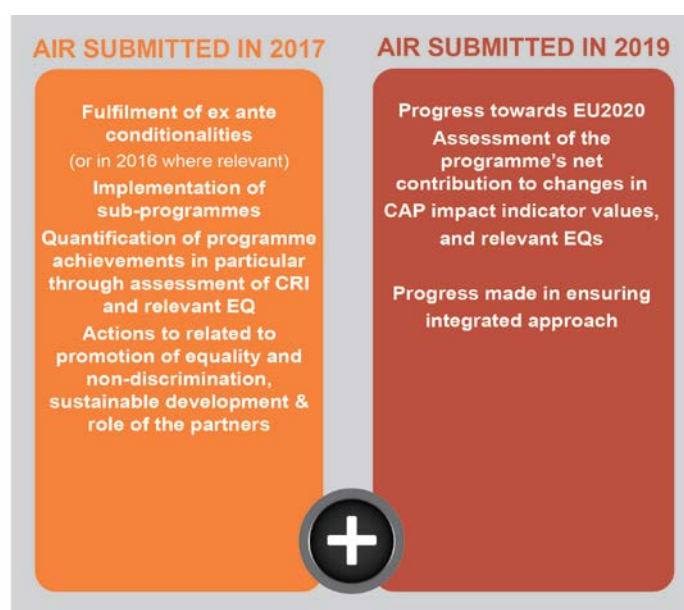 AIR SUBMITTED IN 2017
Fulfilment of ex ante
conditionalities
(or in 2016 where relevant)
Implementation of
sub-programmes
Quantification of programme
achievements in particular
through assessment of CRI
and relevant EQ
Actions to related to
promotion of equality and
non-discrimination,
sustainable development &
role of the partners
AIR SUBMITTED IN 2019
Progress towards EU2020
Assessment of the
programme's net
contribution to changes in
CAP impact indicator values,
and relevant EQs
Progress made in ensuring
integrated approach